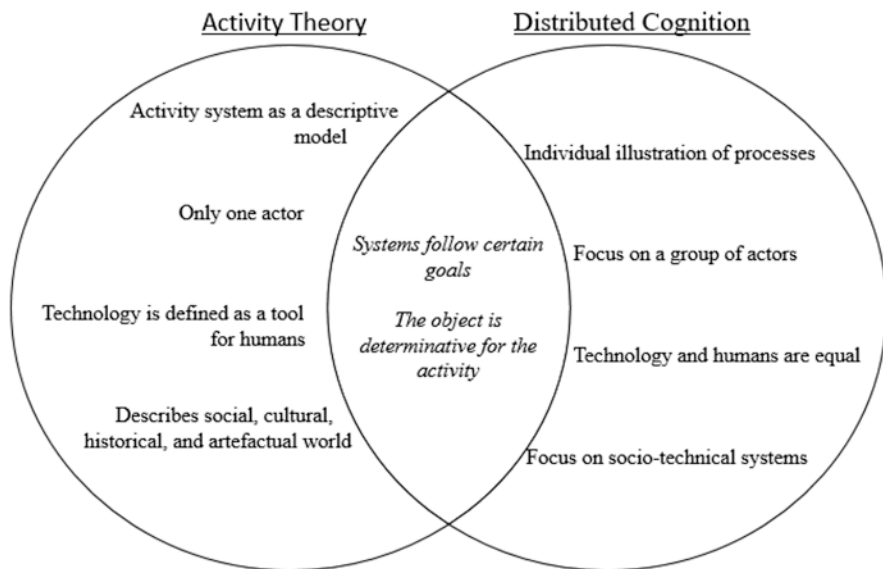 Activity Theory
Distributed Cognition
Activity system as a descriptive
model
Only one actor
Technology is defined as a tool
for humans
Describes social, cultural,
historical, and artefactual world
Systems follow certain
goals
The object is
determinative for the
activity
Individual illustration of processes
Focus on a group of actors
Technology and humans are equal
Focus on socio-technical systems